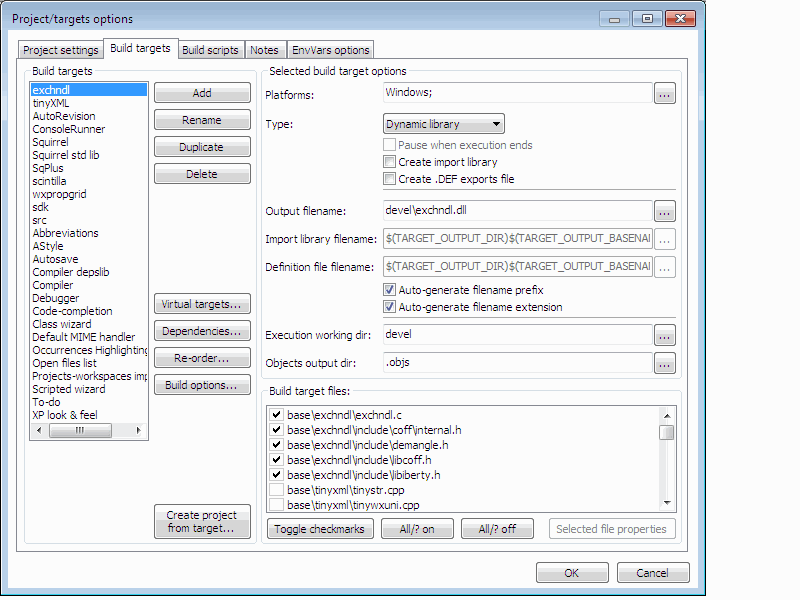 Project/targets options
Project settings
Build targets
Build scripts
Notes
EnvVars options
Build targets
exchndl
tinyXML
AutoRevision
ConsoleRunner
Squirrel
Squirrel std lib
SqPlus
scintilla
wxpropgrid
sdk
src
Abbreviations
AStyle
Autosave
Compiler depslib
Compiler
Debugger
Code-completion
Class wizard
Default MIME handler
Occurrences Highlighting
Open files list
Projects-workspaces imp
Scripted wizard
To-do
XP look & feel
Add
Rename
Duplicate
Delete
Virtual targets...
Dependencies...
Re-order...
Build options...
Create project
from target...
Selected build target options
Platforms: Windows; ...
Type: Dynamic library
Pause when execution ends
Create import library
Create .DEF exports file
Output filename: devel\exchndl.dll ...
Import library filename: $(TARGET_OUTPUT_DIR)$(TARGET_OUTPUT_BASENAI ...
Definition file filename: $(TARGET_OUTPUT_DIR)$(TARGET_OUTPUT_BASENAI ...
Auto-generate filename prefix
Auto-generate filename extension
Execution working dir: devel ...
Objects output dir: .objs ...
Build target files:
base\exchndl\exchndl.c
base\exchndl\include\coff\internal.h
base\exchndl\include\demangle.h
base\exchndl\include\libcoff.h
base\exchndl\include\libiberty.h
base\tinyxml\tinystr.cpp
base\tinyxml\tinywxuni.cpp
Toggle checkmarks
All/? on
All/? off
Selected file properties
OK
Cancel